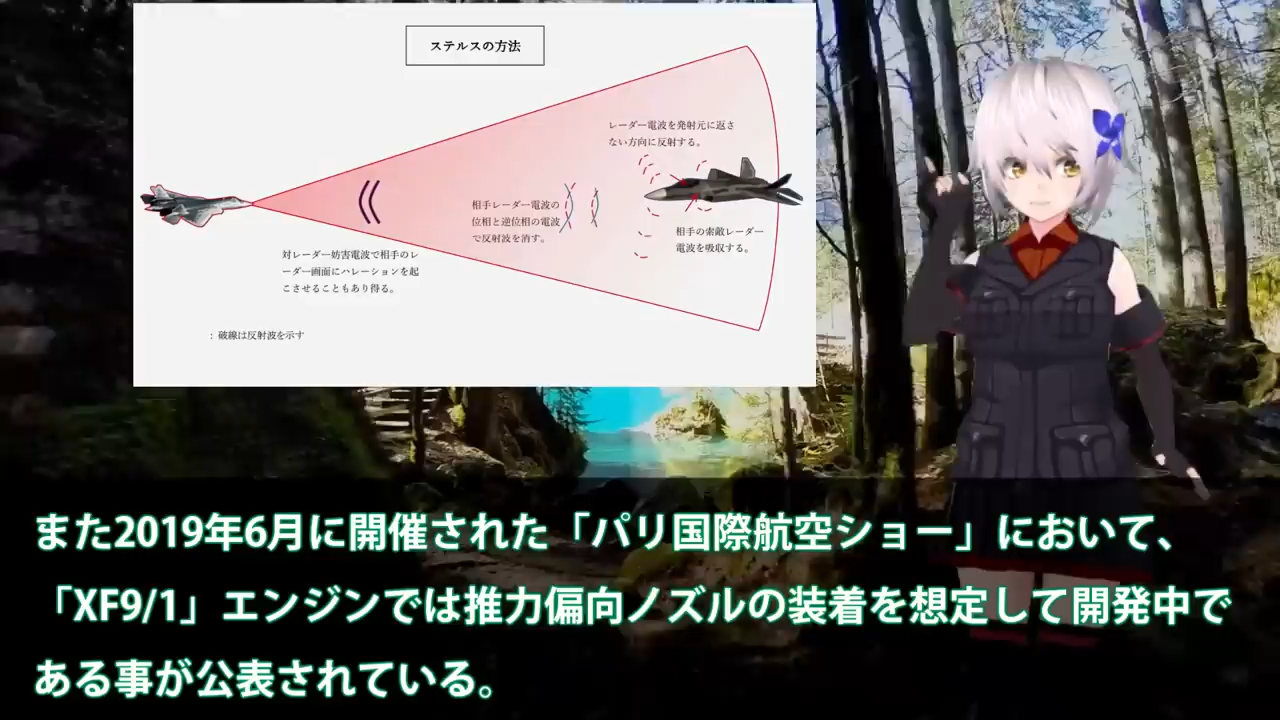 ステルスの方法
レーダー電波を発射元に返さ
ない方向に反射する。
相手レーダー電波の
位相と逆位相の電波
で反射波を消す。
相手の索敵レーダー
電波を吸収する。
対レーダー妨害電波で相手のレ
ーダー画面にハレーションを起
こさせることもあり得る。
：破線は反射波を示す
また2019年6月に開催された「パリ国際航空ショー」において、
「XF9/1」エンジンでは推力偏向ノズルの装着を想定して開発中で
ある事が公表されている。